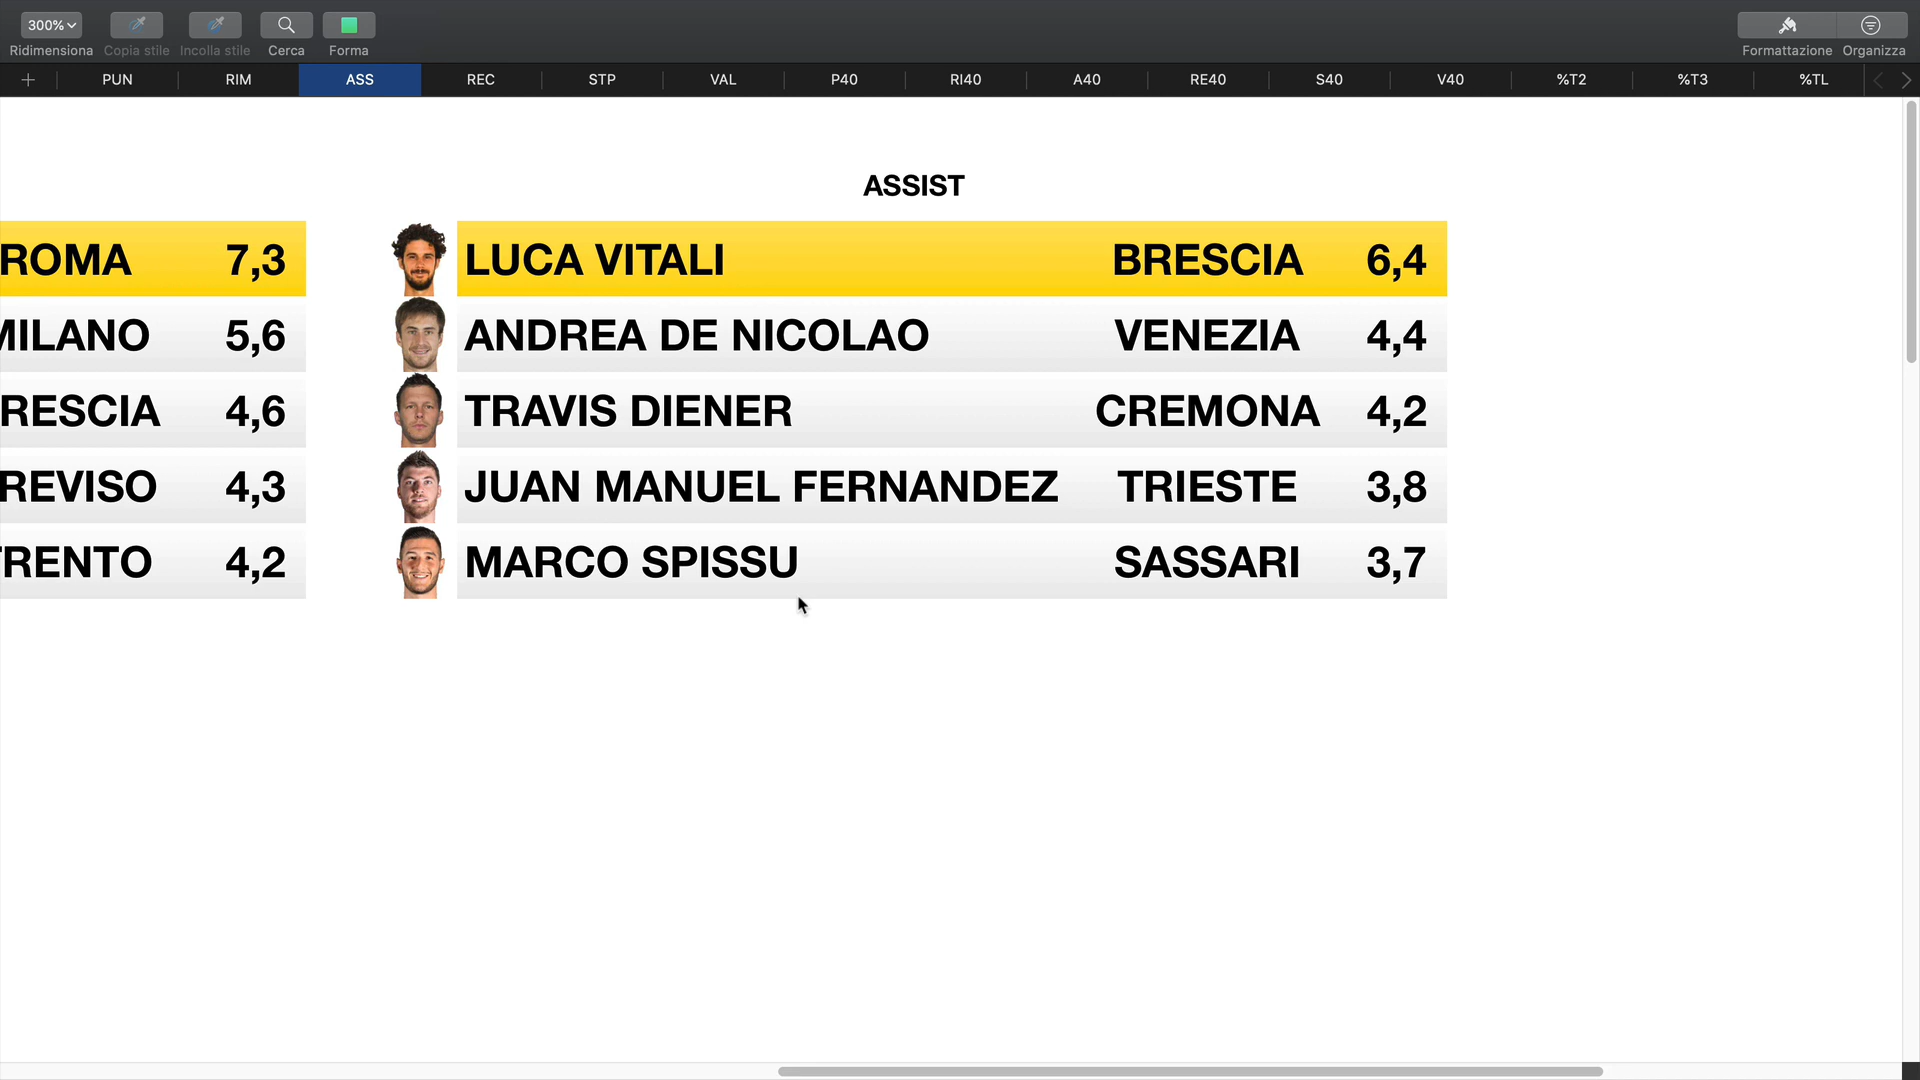 300%
Ridimensiona Copia stile Incolla stile Cerca Forma Formattazione Organizza
PUN RIM ASS REC STP VAL P40 RI40 A40 RE40 S40 V40 %T2 %T3 %TL
ASSIST
ROMA 7,3 LUCA VITALI BRESCIA 6,4
MILANO 5,6 ANDREA DE NICOLAO VENEZIA 4,4
RESCIA 4,6 TRAVIS DIENER CREMONA 4,2
REVISO 4,3 JUAN MANUEL FERNANDEZ TRIESTE 3,8
TRENTO 4,2 MARCO SPISSU SASSARI 3,7